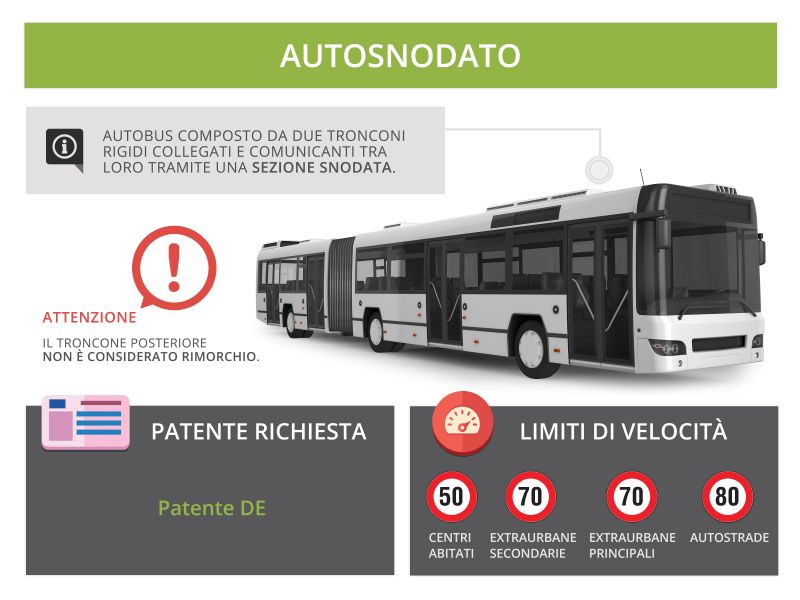 AUTOSNODATO
AUTOBUS COMPOSTO DA DUE TRONCONI
RIGIDI COLLEGATI E COMUNICANTI TRA
LORO TRAMITE UNA SEZIONE SNODATA.
ATTENZIONE
IL TRONCONE POSTERIORE
NON È CONSIDERATO RIMORCHIO.
PATENTE RICHIESTA
Patente DE
LIMITI DI VELOCITÀ
50 70 70 80
CENTRI EXTRAURBANE EXTRAURBANE AUTOSTRADE
ABITATI SECONDARIE PRINCIPALI